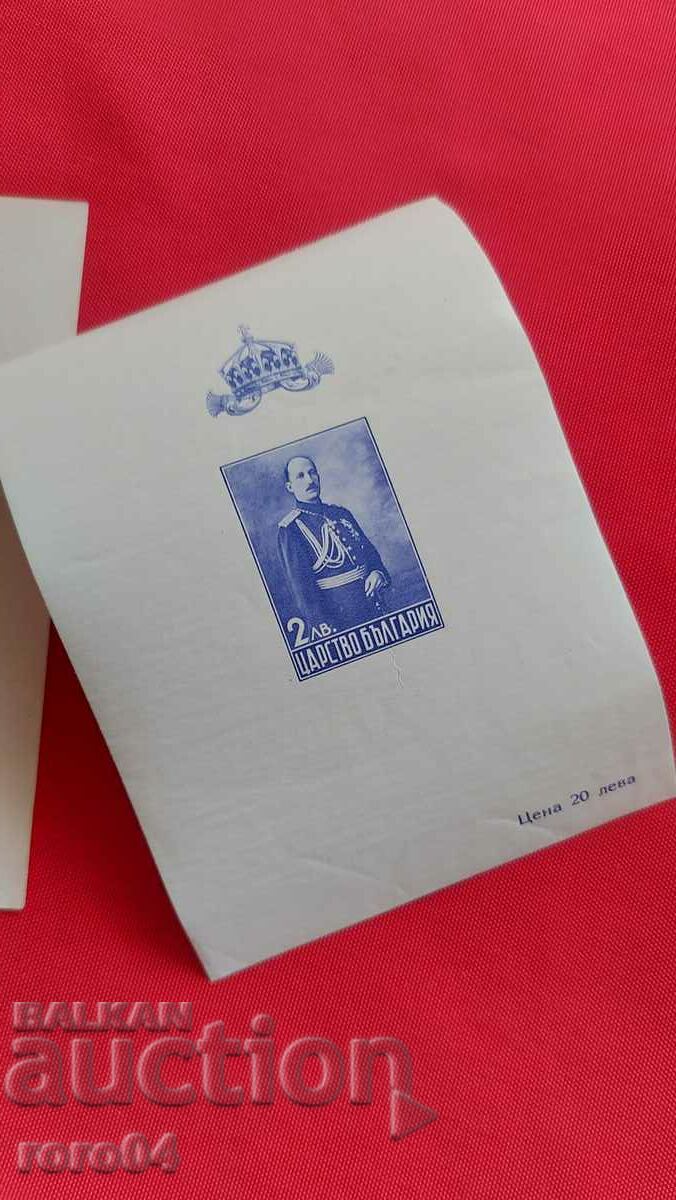 2 ЛВ.
ЦАРСТВО БЪЛГАРИЯ
Цена 20 лева
BALKAN
auction
roro04